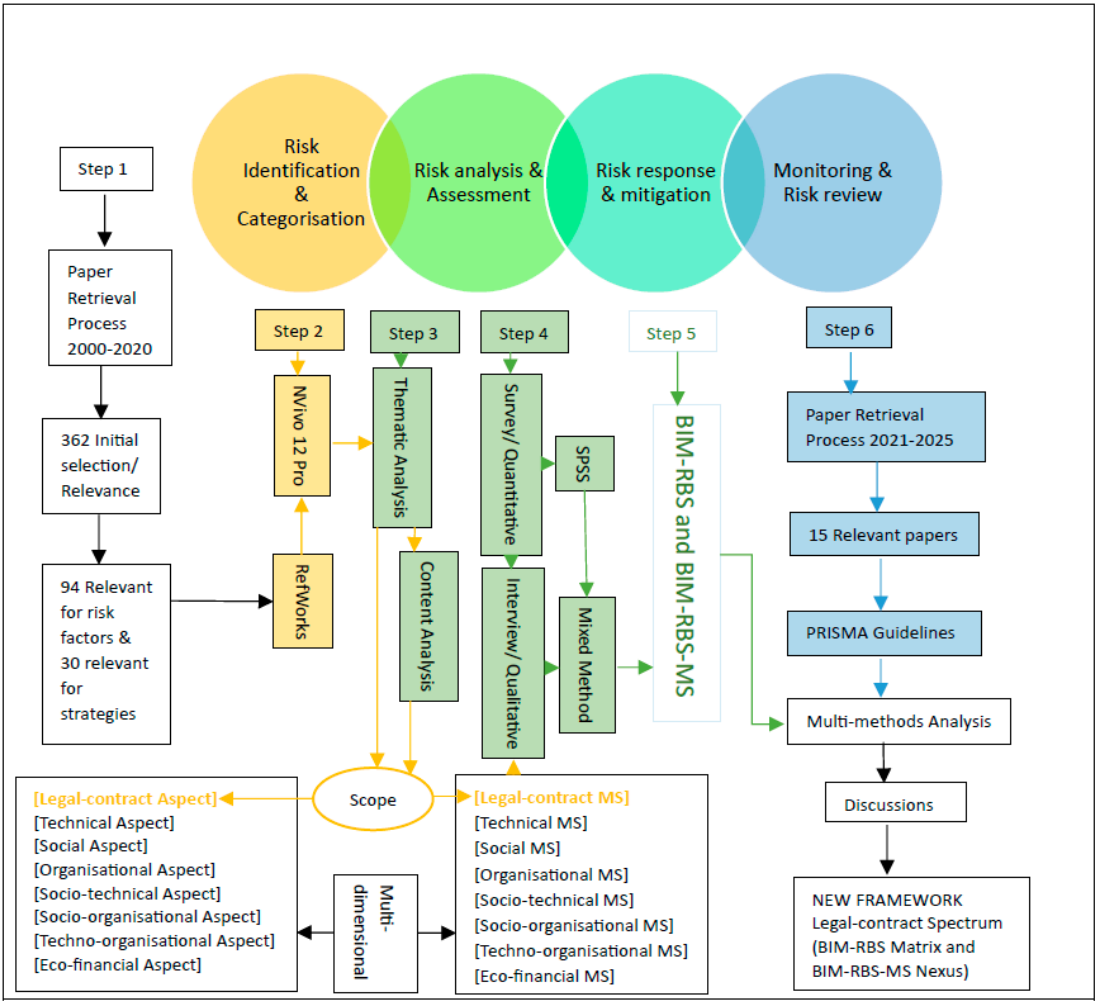 Risk
Identification
&
Categorisation
Risk analysis &
Assessment
Risk response
& mitigation
Monitoring &
Risk review
Step 1
Paper
Retrieval
Process
2000-2020
362 Initial
selection/
Relevance
94 Relevant
for risk
factors &
30 relevant
for
strategies
Step 2
NVivo 12 Pro
RefWorks
Step 3
Thematic Analysis
Content Analysis
Step 4
Survey/ Quantitative
Interview/ Qualitative
SPSS
Mixed Method
Step 5
BIM-RBS and BIM-RBS-MS
Step 6
Paper Retrieval
Process 2021-2025
15 Relevant papers
PRISMA Guidelines
Multi-methods Analysis
Discussions
NEW FRAMEWORK
Legal-contract Spectrum
(BIM-RBS Matrix and
BIM-RBS-MS Nexus)
Scope
[Legal-contract Aspect]
[Technical Aspect]
[Social Aspect]
[Organisational Aspect]
[Socio-technical Aspect]
[Socio-organisational Aspect]
[Techno-organisational Aspect]
[Eco-financial Aspect]
Multi-
dimensional
[Legal-contract MS]
[Technical MS]
[Social MS]
[Organisational MS]
[Socio-technical MS]
[Socio-organisational MS]
[Techno-organisational MS]
[Eco-financial MS]